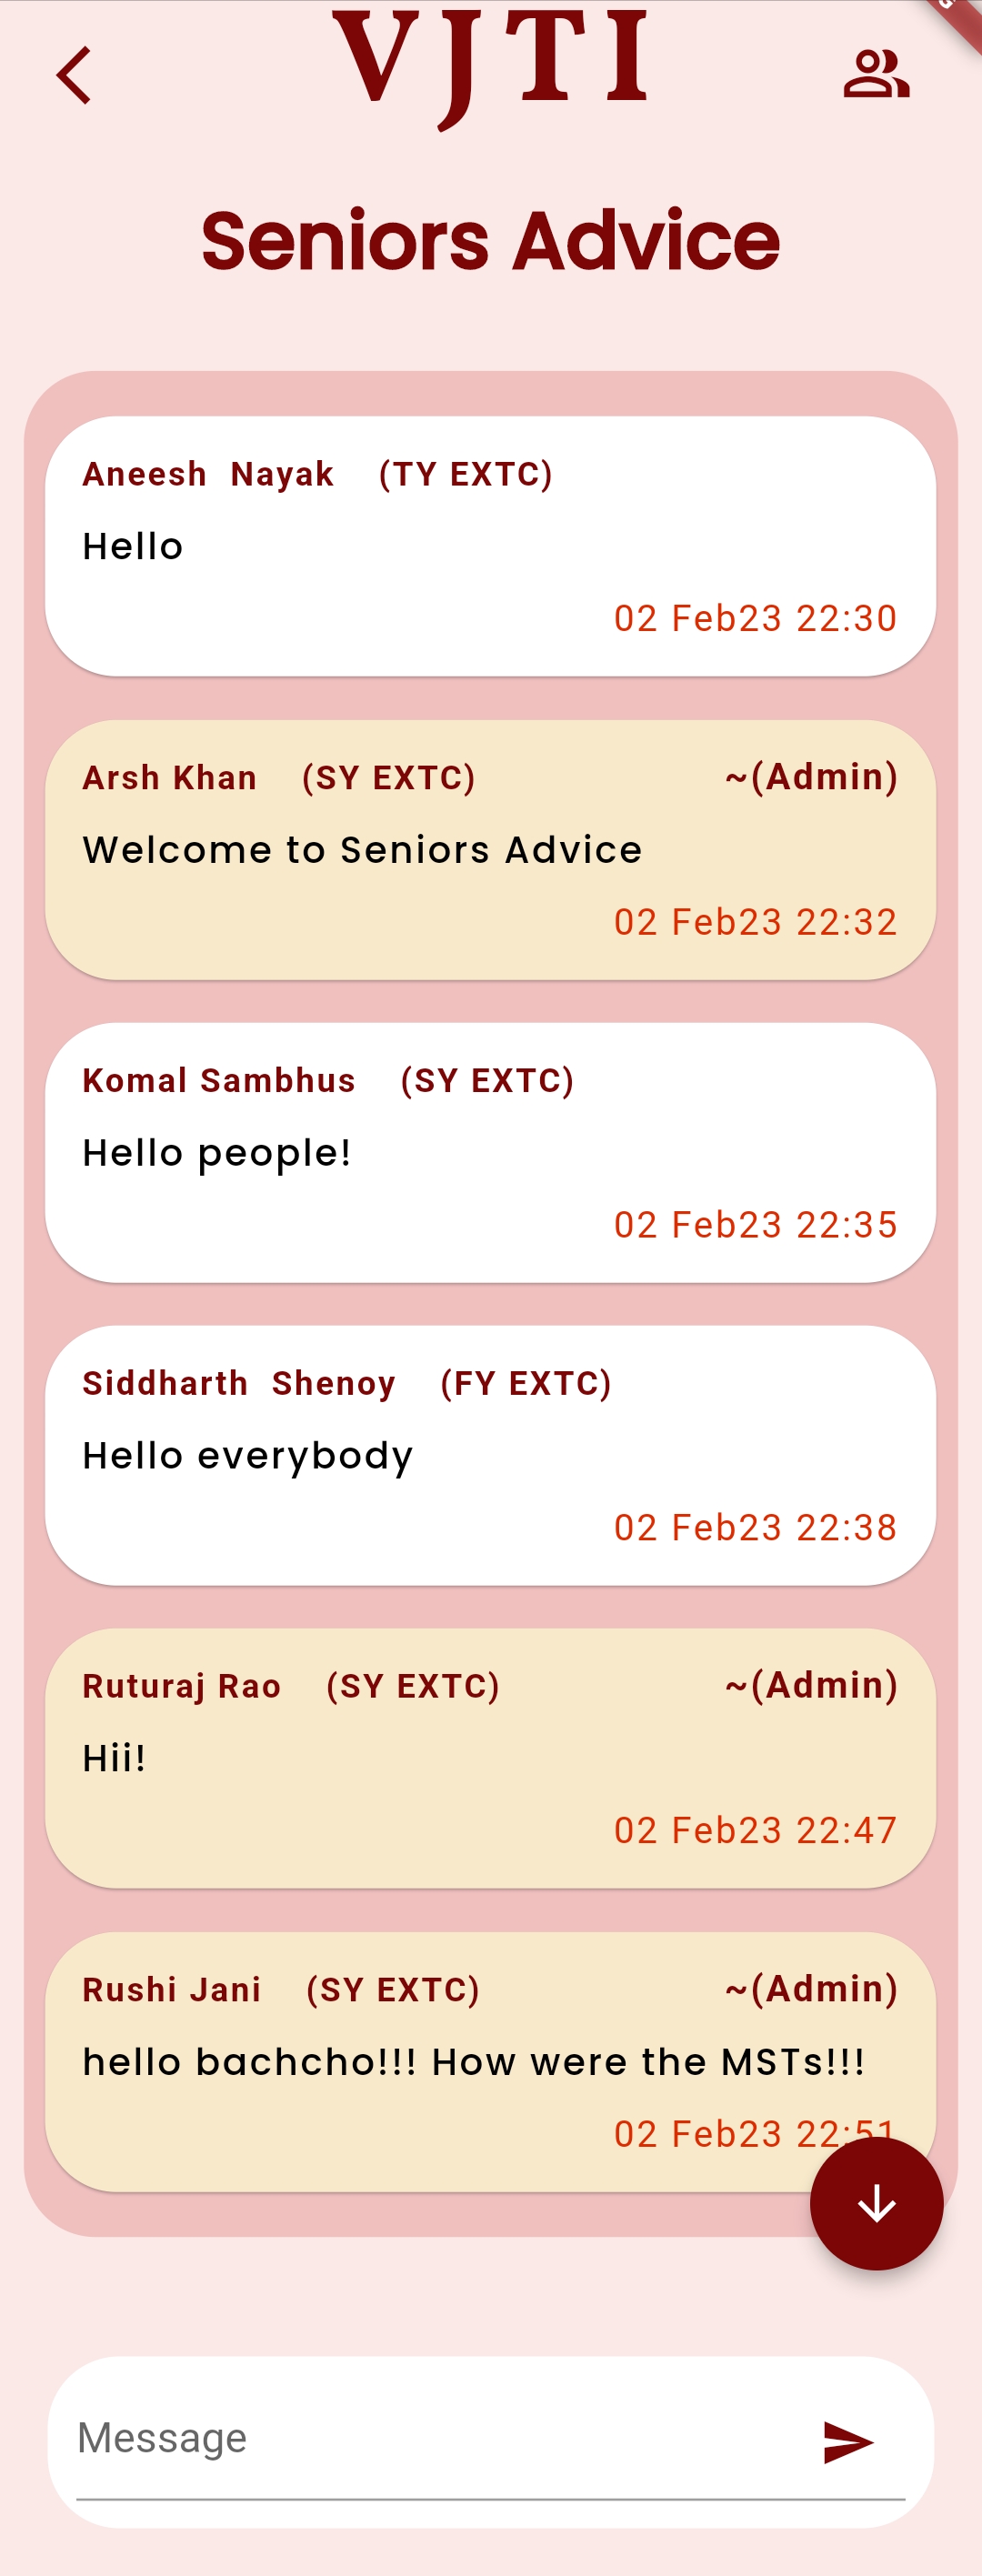 VJTI
Seniors Advice
Aneesh Nayak (TY EXTC)
Hello
02 Feb23 22:30
Arsh Khan (SY EXTC) ~(Admin)
Welcome to Seniors Advice
02 Feb23 22:32
Komal Sambhus (SY EXTC)
Hello people!
02 Feb23 22:35
Siddharth Shenoy (FY EXTC)
Hello everybody
02 Feb23 22:38
Ruturaj Rao (SY EXTC) ~(Admin)
Hii!
02 Feb23 22:47
Rushi Jani (SY EXTC) ~(Admin)
hello bachcho!!! How were the MSTs!!!
02 Feb23 22:51
Message